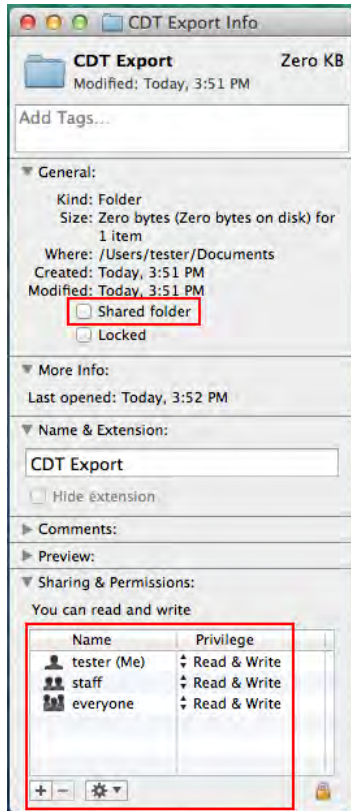 CDT Export Info
CDT Export Zero KB
Modified: Today, 3:51 PM
Add Tags...
General:
Kind: Folder
Size: Zero bytes (Zero bytes on disk) for
1 item
Where: /Users/tester/Documents
Created: Today, 3:51 PM
Modified: Today, 3:51 PM
Shared folder
Locked
More Info:
Last opened: Today, 3:52 PM
Name & Extension:
CDT Export
Hide extension
Comments:
Preview:
Sharing & Permissions:
You can read and write
Name Privilege
tester (Me) Read & Write
staff Read & Write
everyone Read & Write